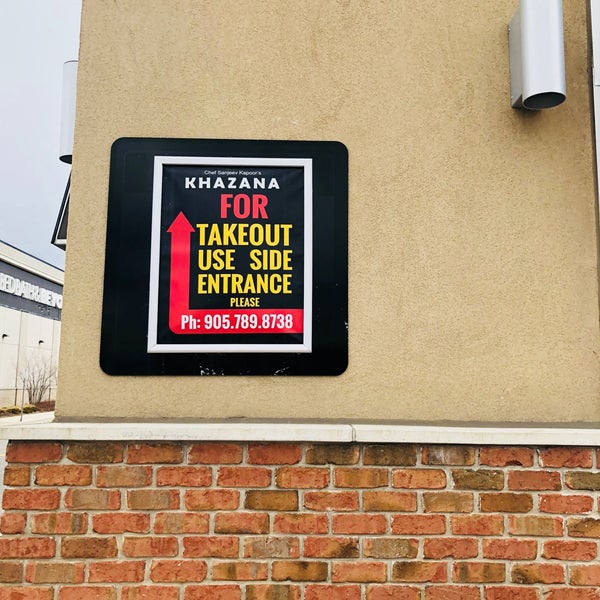 Chef Sanjeev Kapoor's
KHAZANA
FOR
TAKEOUT
USE SIDE
ENTRANCE
PLEASE
Ph: 905.789.8738